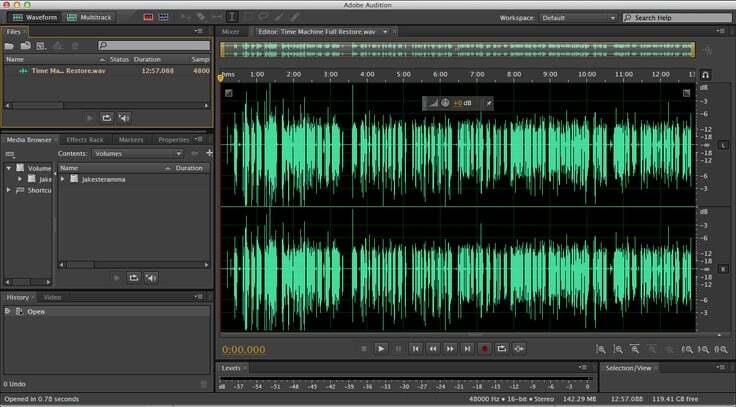 Adobe Audition
Waveform Multitrack Workspace: Default Search Help
Files Mixer Editor: Time Machine Full Restore.wav
Name Status Duration Samp
Time Ma... Restore.wav 12:57.088 4800
hms 1:00 2:00 3:00 4:00 5:00 6:00 7:00 8:00 9:00 10:00 11:00 12:00 13
+0 dB
dB
-3
-6
-12
-18
-∞
-18
-12
-6
-3
L
Media Browser Effects Rack Markers Properties
Contents: Volumes
Name Duration
Volume
Jake
Shortcu
Jakesteramma
dB
-3
-6
-12
-18
-∞
-18
-12
-6
-3
R
History Video
Open
0:00.000
0 Undo
Levels Selection/View
dB -57 -54 -51 -48 -45 -42 -39 -36 -33 -30 -27 -24 -21 -18 -15 -12 -9 -6 -3 0
Opened in 0.78 seconds 48000 Hz • 16-bit • Stereo 142.29 MB 12:57.088 119.41 GB free